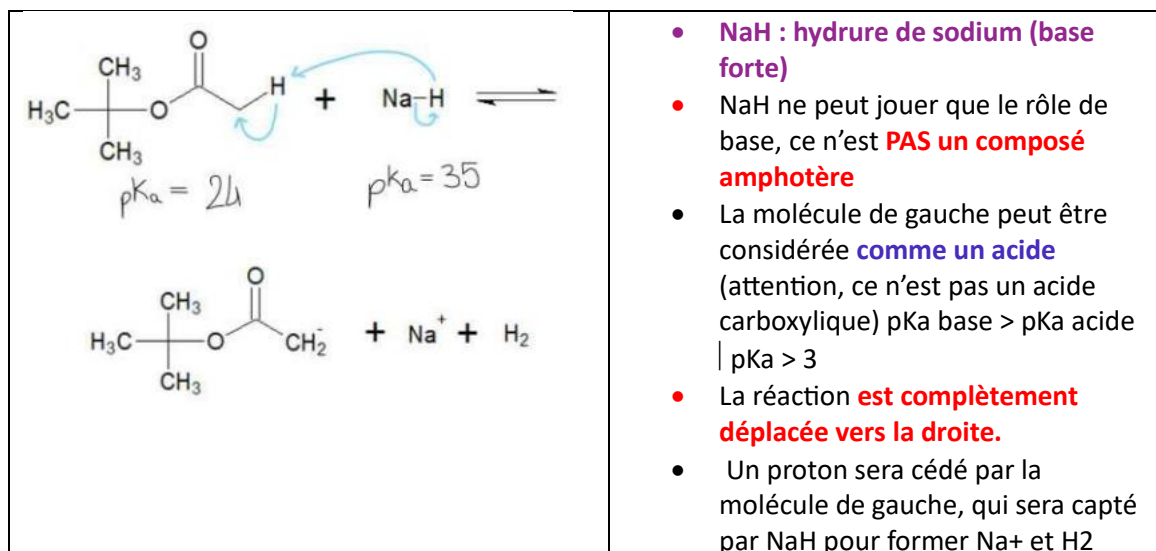 O
CH₃
H
H₃C
O
+
Na–H
CH₃
pKa = 24
pKa = 35
O
CH₃
H₃C
O
CH₂⁻
+ Na⁺ + H₂
CH₃
• NaH : hydrure de sodium (base
forte)
• NaH ne peut jouer que le rôle de
base, ce n’est PAS un composé
amphotère
• La molécule de gauche peut être
considérée comme un acide
(attention, ce n’est pas un acide
carboxylique) pKa base > pKa acide
| pKa > 3
• La réaction est complètement
déplacée vers la droite.
• Un proton sera cédé par la
molécule de gauche, qui sera capté
par NaH pour former Na+ et H2